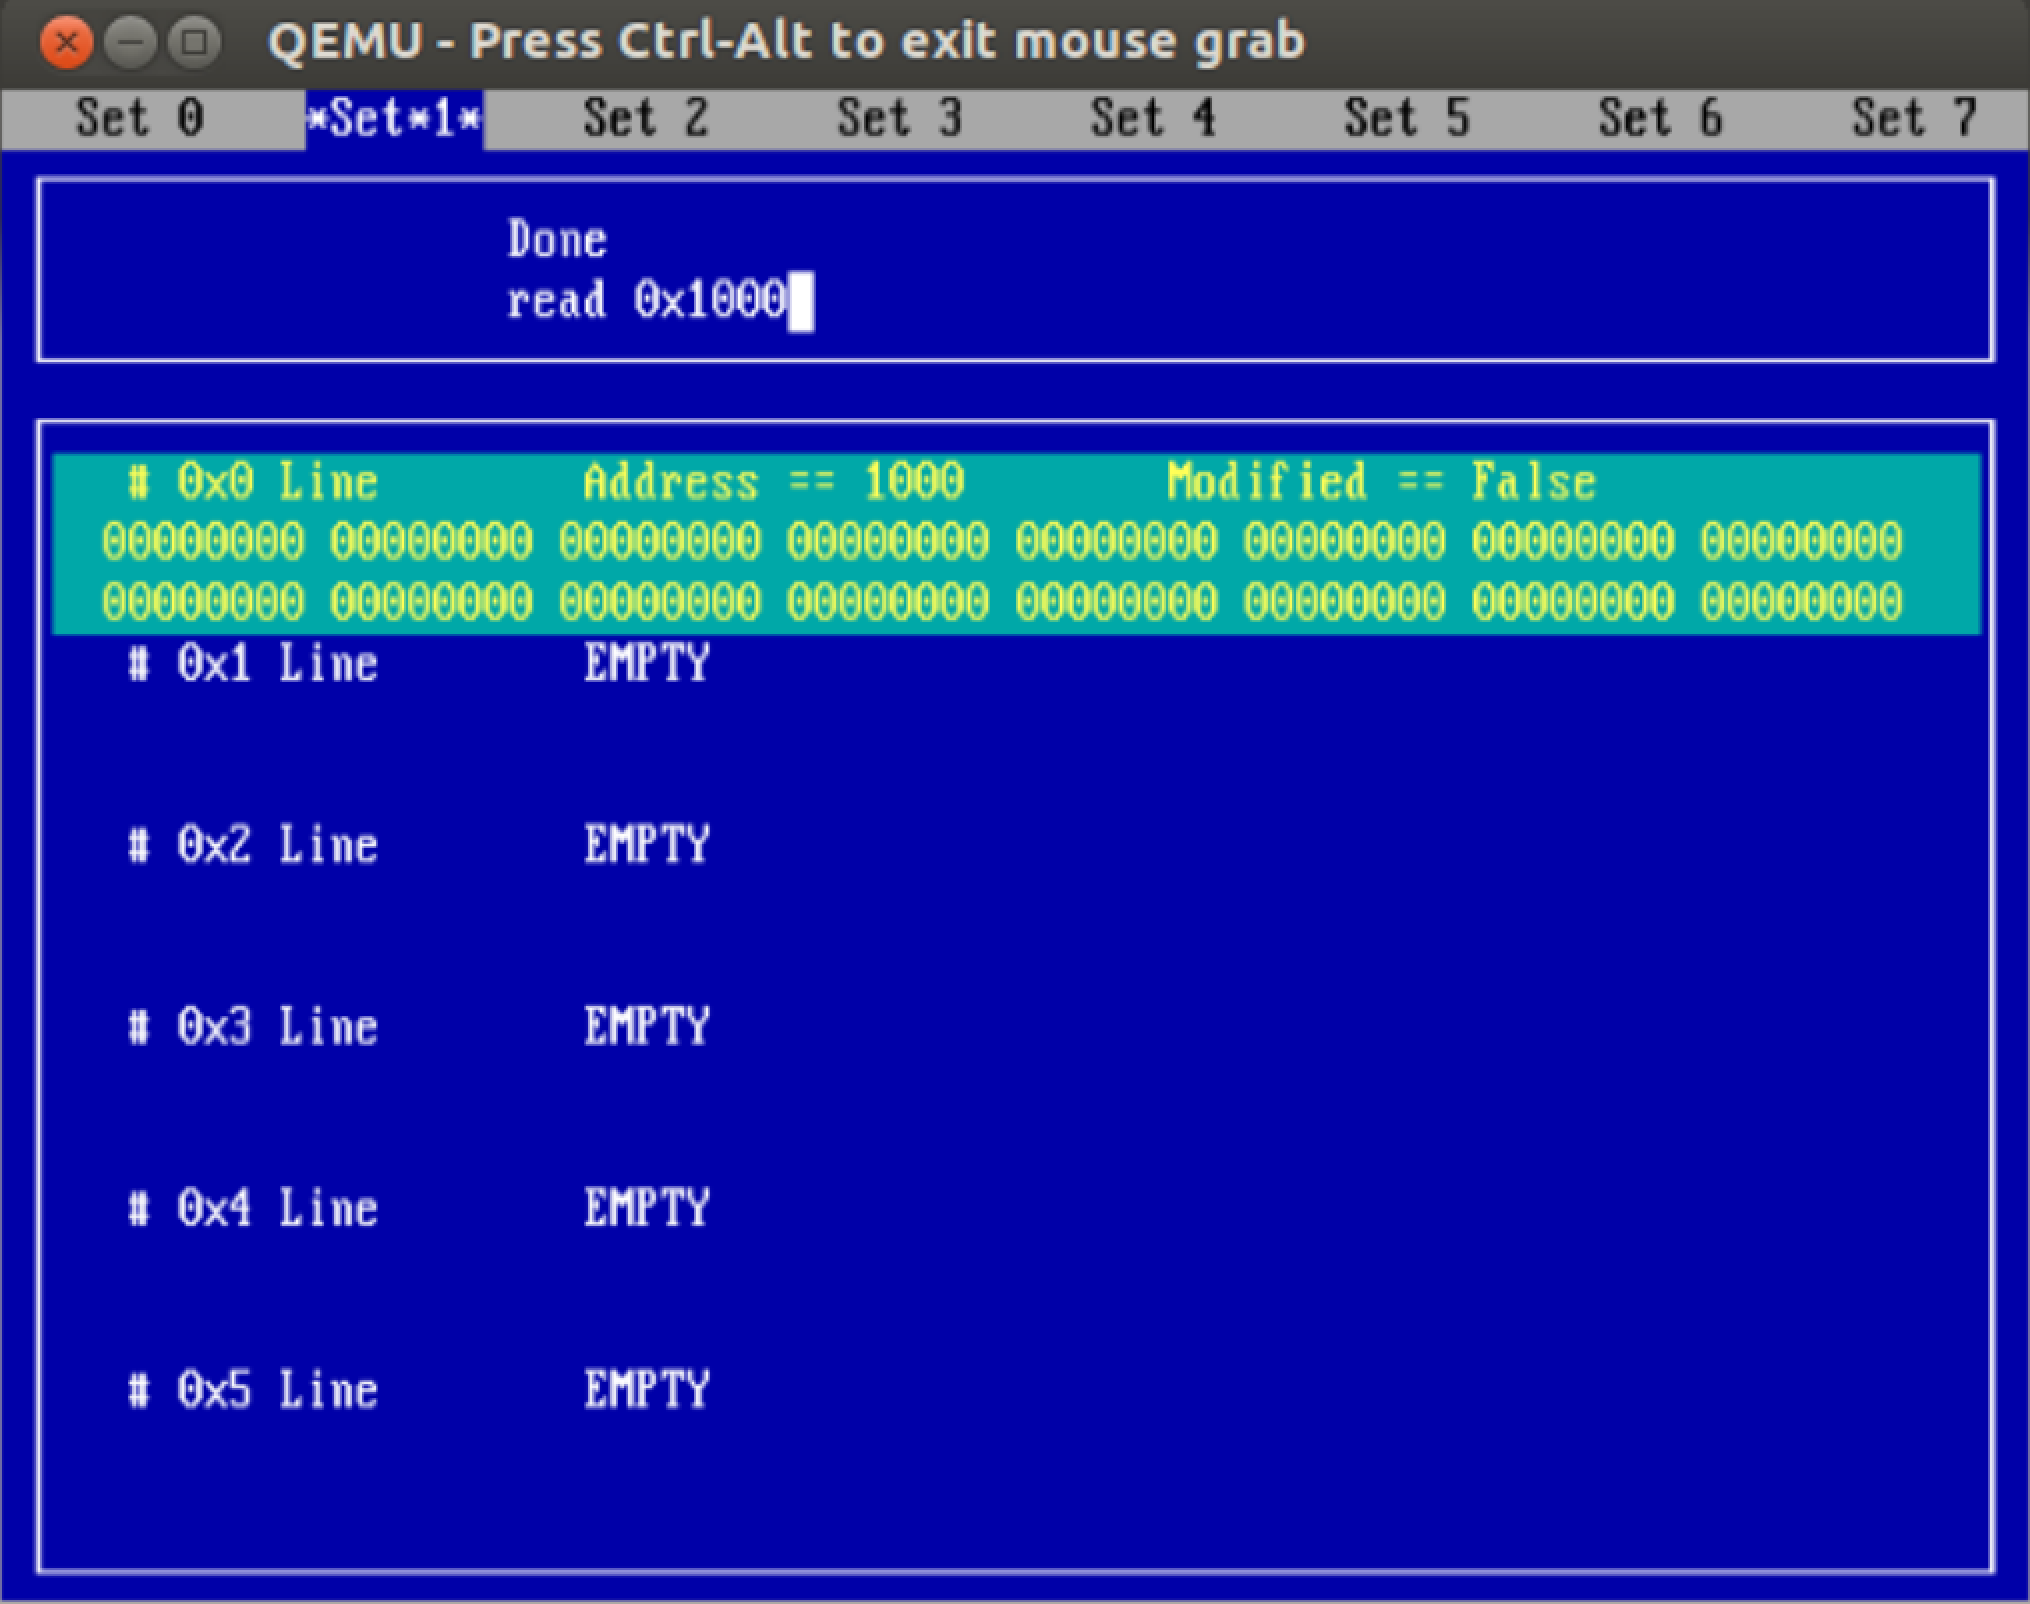 QEMU - Press Ctrl-Alt to exit mouse grab
Set 0 *Set*1* Set 2 Set 3 Set 4 Set 5 Set 6 Set 7
Done
read 0x1000
# 0x0 Line Address == 1000 Modified == False
00000000 00000000 00000000 00000000 00000000 00000000 00000000 00000000
00000000 00000000 00000000 00000000 00000000 00000000 00000000 00000000
# 0x1 Line EMPTY
# 0x2 Line EMPTY
# 0x3 Line EMPTY
# 0x4 Line EMPTY
# 0x5 Line EMPTY